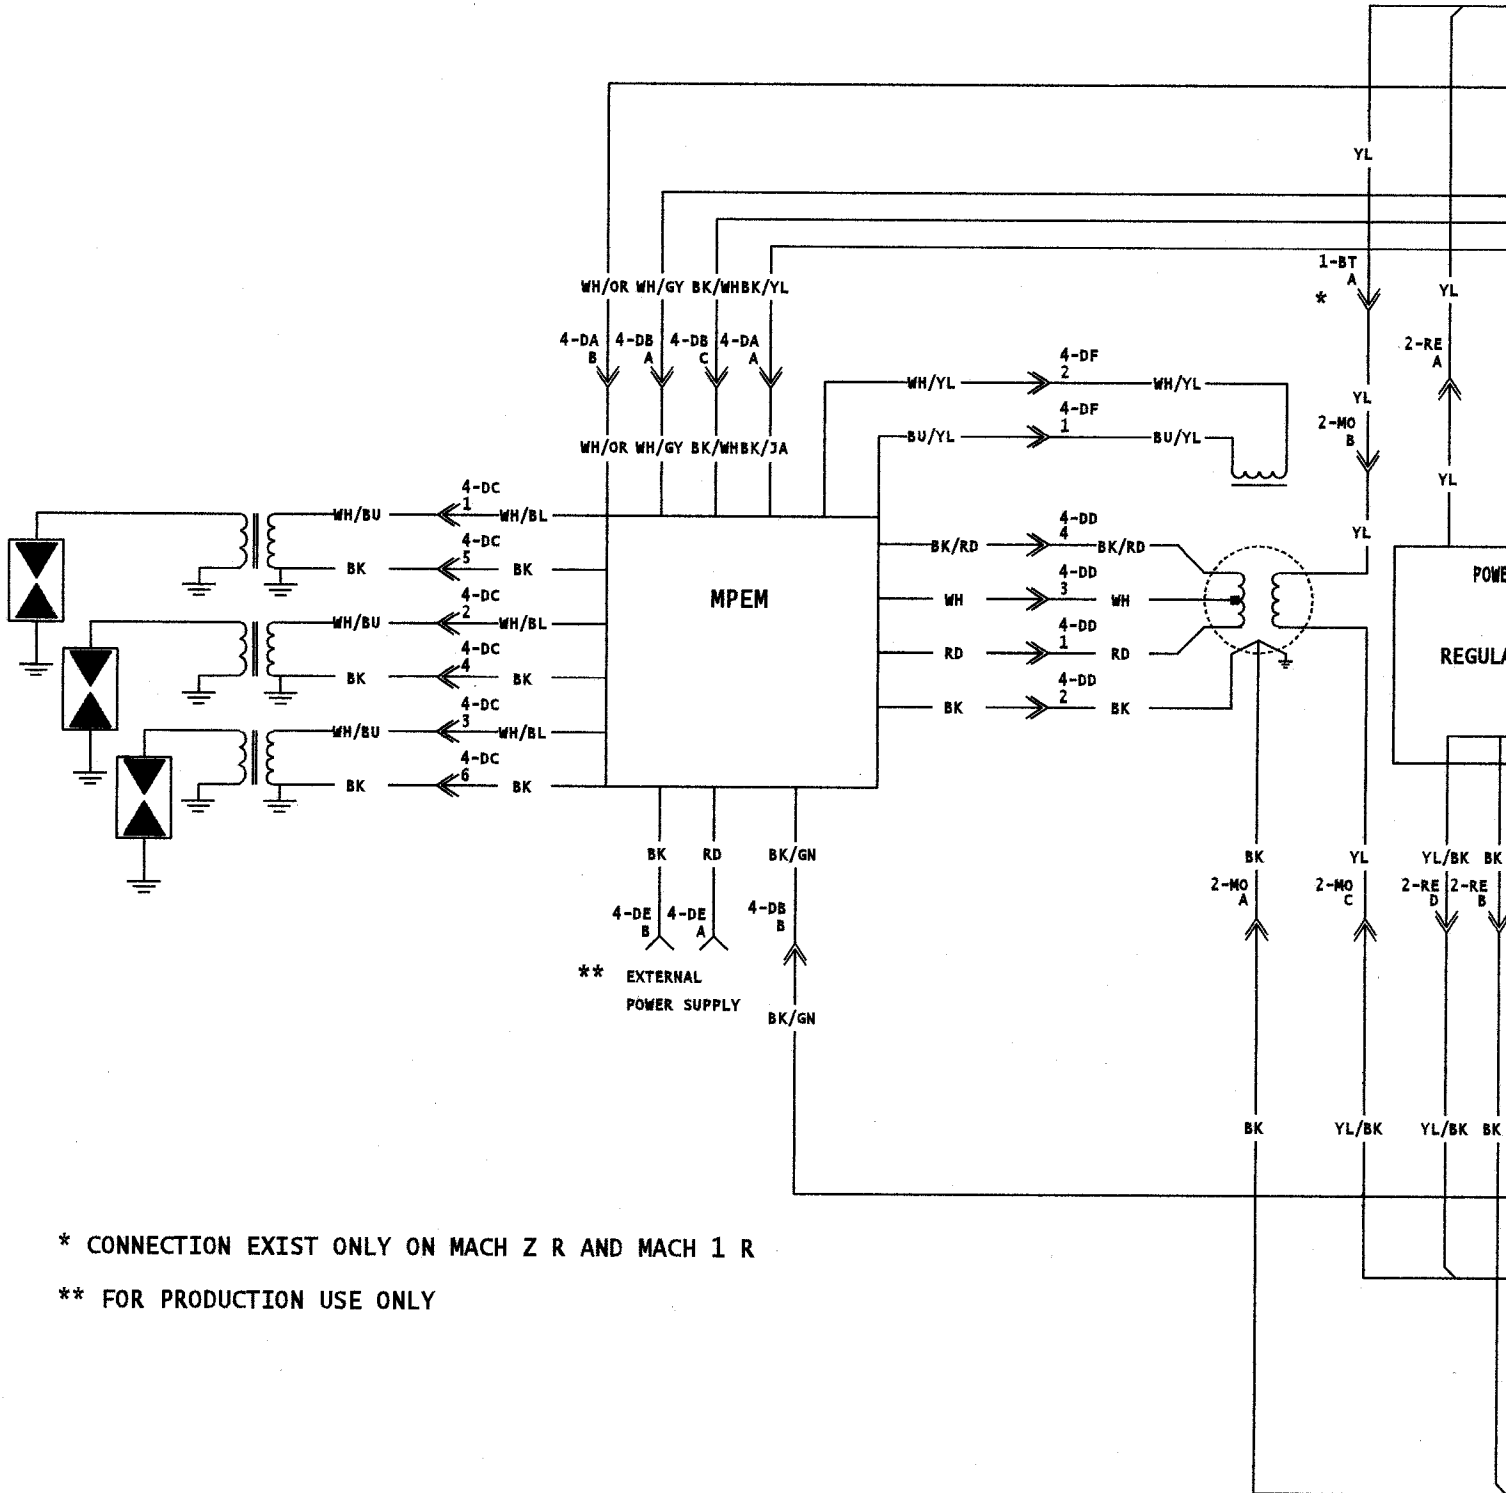 YL
WH/OR WH/GY BK/WH BK/YL
1-BT
A
*
YL
4-DA 4-DB 4-DB 4-DA
B A C A
2-RE
A
4-DF
2
WH/YL WH/YL
YL
4-DF
1
BU/YL BU/YL
2-MO
B
WH/OR WH/GY BK/WH BK/JA
YL
4-DC
1
WH/BU WH/BL
4-DD
4
BK/RD BK/RD
YL
4-DC
5
BK BK
POWE
4-DD
3
WH WH
MPEM
4-DC
2
WH/BU WH/BL
4-DD
1
RD RD
REGULA
4-DC
4
BK BK
4-DD
2
BK BK
4-DC
3
WH/BU WH/BL
4-DC
6
BK BK
BK RD BK/GN
BK YL YL/BK BK
2-MO 2-MO 2-RE 2-RE
A C D B
4-DE 4-DE 4-DB
B A B
** EXTERNAL
POWER SUPPLY
BK/GN
BK YL/BK YL/BK BK
* CONNECTION EXIST ONLY ON MACH Z R AND MACH 1 R
** FOR PRODUCTION USE ONLY